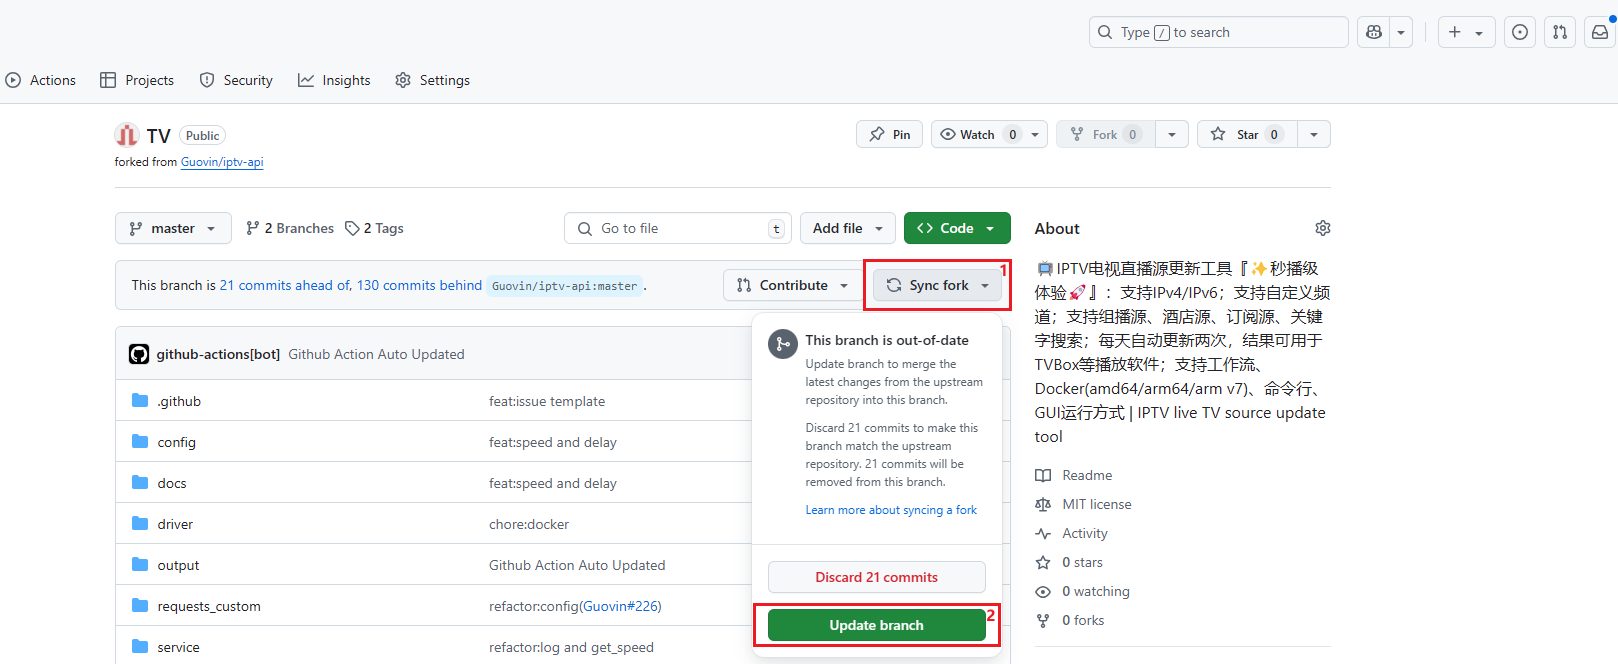 Type / to search
Actions
Projects
Security
Insights
Settings
TV Public
Pin
Watch 0
Fork 0
Star 0
forked from Guovin/iptv-api
master
2 Branches
2 Tags
Go to file
t
Add file
<> Code
This branch is 21 commits ahead of, 130 commits behind Guovin/iptv-api:master .
Contribute
Sync fork
1
This branch is out-of-date
Update branch to merge the
latest changes from the upstream
repository into this branch.
Discard 21 commits to make this
branch match the upstream
repository. 21 commits will be
removed from this branch.
Learn more about syncing a fork
Discard 21 commits
Update branch
2
github-actions[bot] Github Action Auto Updated
.github feat:issue template
config feat:speed and delay
docs feat:speed and delay
driver chore:docker
output Github Action Auto Updated
requests_custom refactor:config(Guovin#226)
service refactor:log and get_speed
About
📺IPTV电视直播源更新工具『✨秒播级
体验🚀』：支持IPv4/IPv6；支持自定义频
道；支持组播源、酒店源、订阅源、关键
字搜索；每天自动更新两次，结果可用于
TVBox等播放软件；支持工作流、
Docker(amd64/arm64/arm v7)、命令行、
GUI运行方式 | IPTV live TV source update
tool
Readme
MIT license
Activity
0 stars
0 watching
0 forks